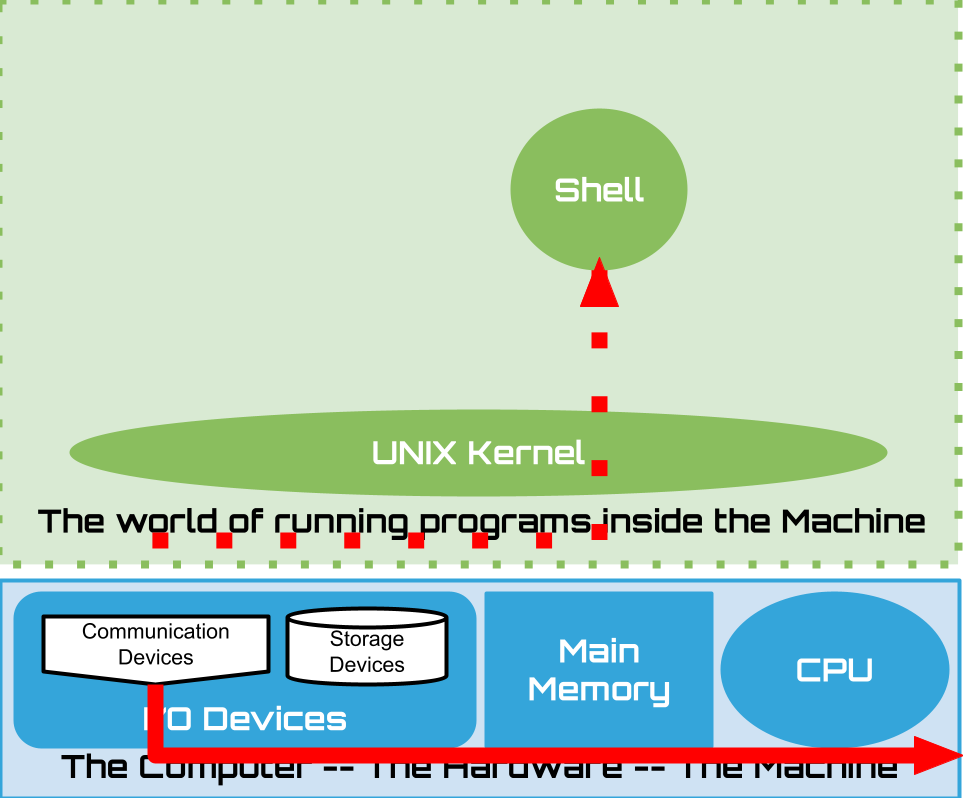 Shell
UNIX Kernel
The world of running programs inside the Machine
Communication
Devices
Storage
Devices
I/O Devices
Main
Memory
CPU
The Computer -- The Hardware -- The Machine